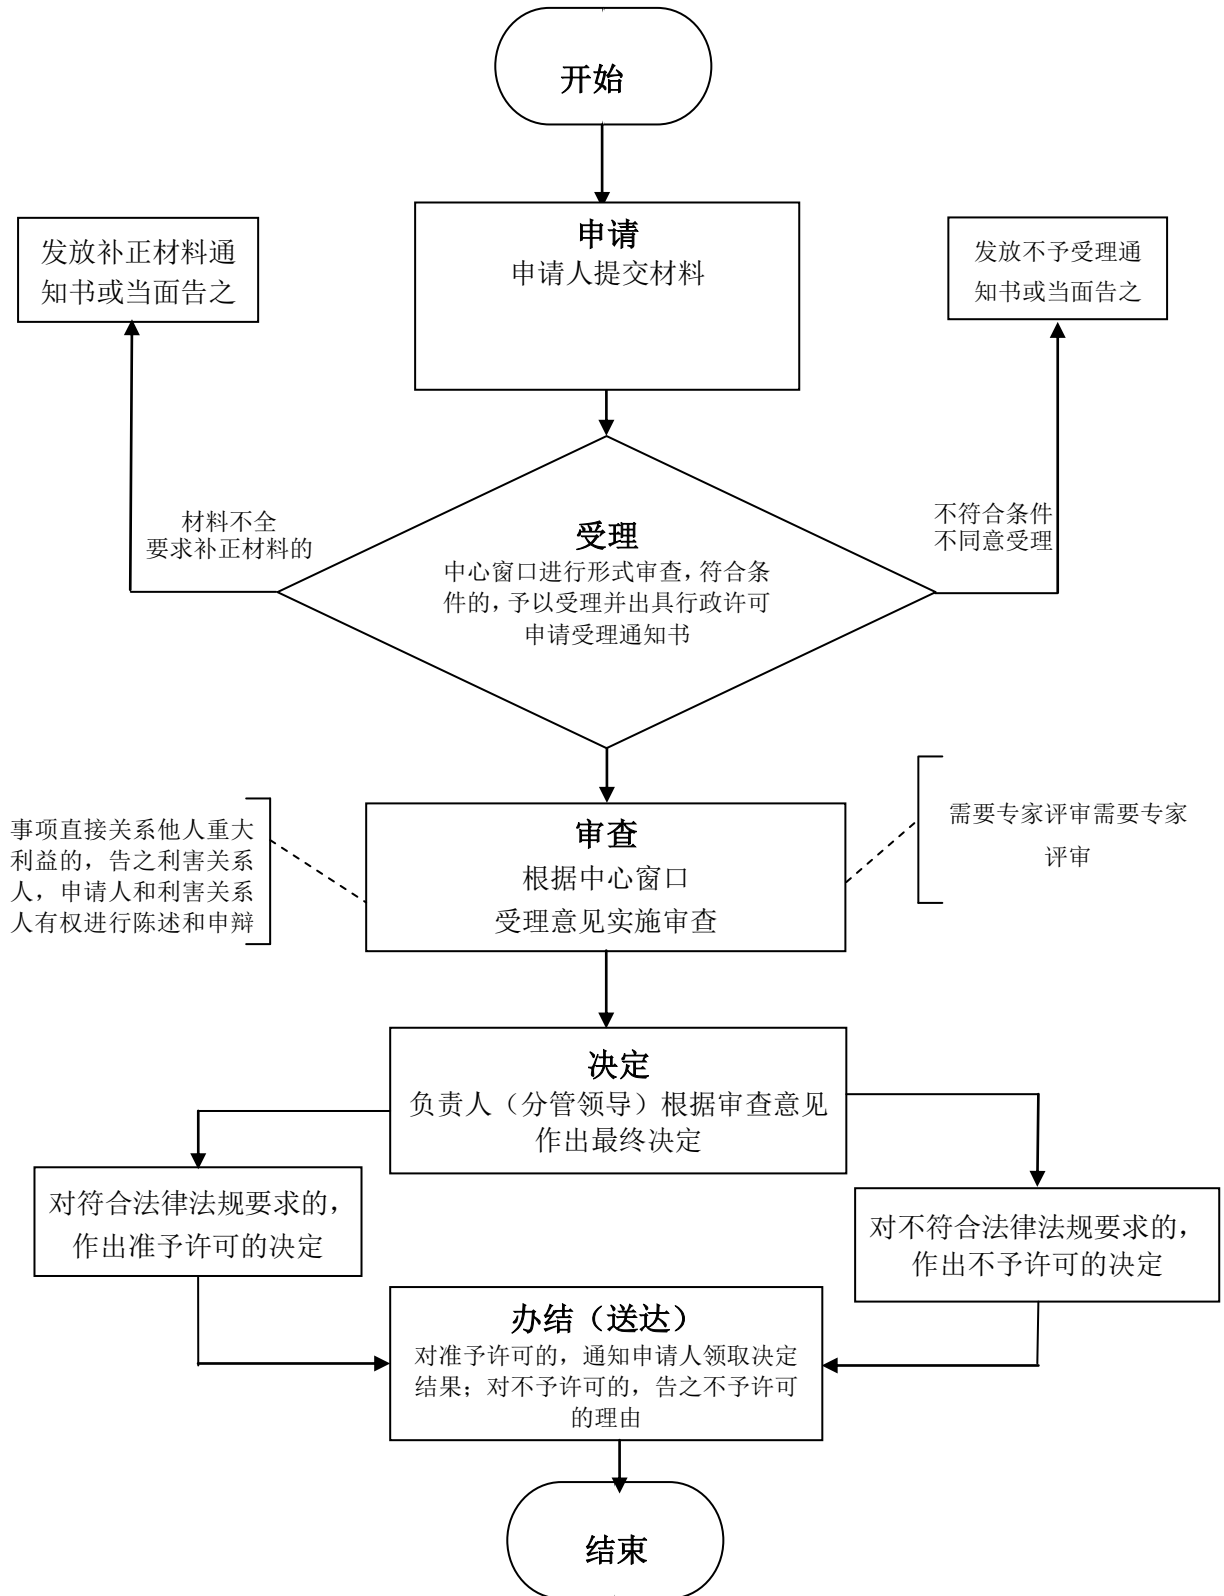 开始
申请
申请人提交材料
发放补正材料通
知书或当面告之
发放不予受理通
知书或当面告之
材料不全
要求补正材料的
不符合条件
不同意受理
受理
中心窗口进行形式审查，符合条
件的，予以受理并出具行政许可
申请受理通知书
事项直接关系他人重大
利益的，告之利害关系
人，申请人和利害关系
人有权进行陈述和申辩
审查
根据中心窗口
受理意见实施审查
需要专家评审需要专家
评审
决定
负责人（分管领导）根据审查意见
作出最终决定
对符合法律法规要求的，
作出准予许可的决定
对不符合法律法规要求的，
作出不予许可的决定
办结（送达）
对准予许可的，通知申请人领取决定
结果；对不予许可的，告之不予许可
的理由
结束